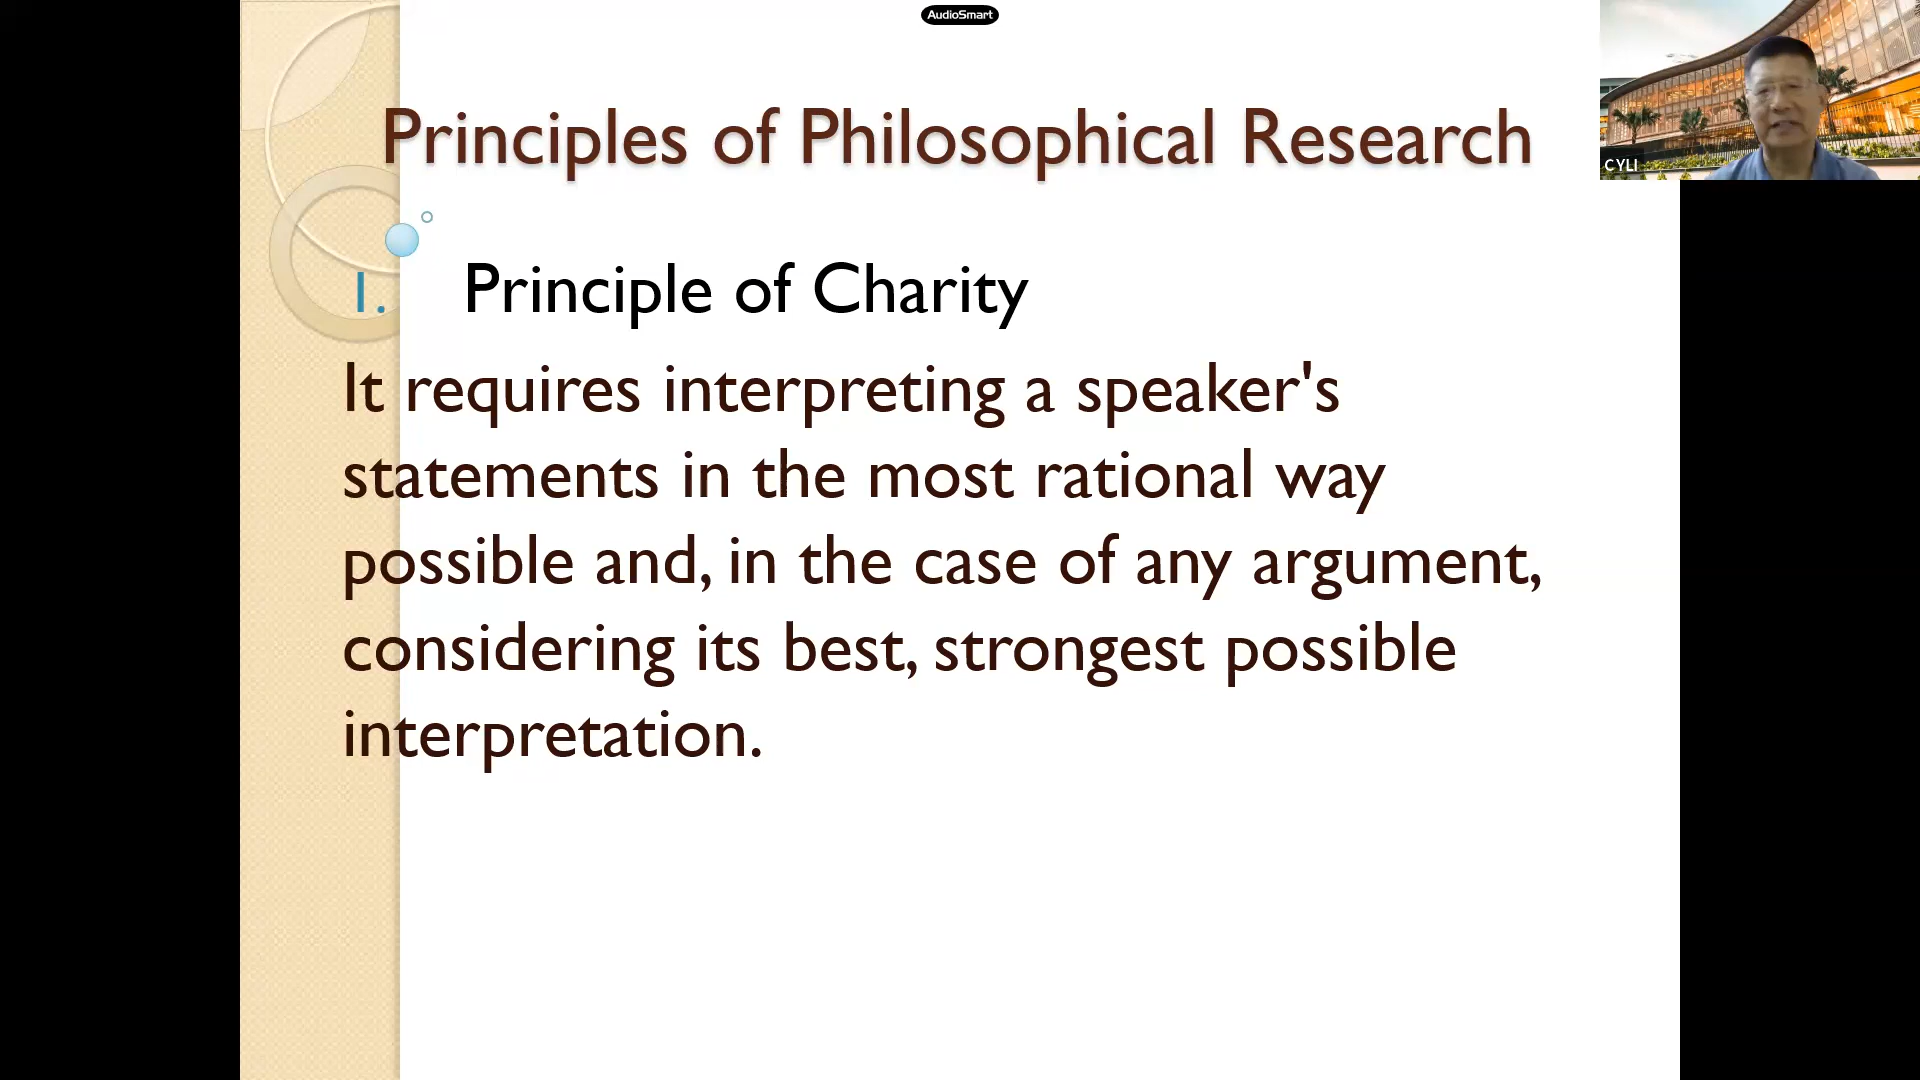 AudioSmart
Principles of Philosophical Research
CYLI
1. Principle of Charity
It requires interpreting a speaker's
statements in the most rational way
possible and, in the case of any argument,
considering its best, strongest possible
interpretation.